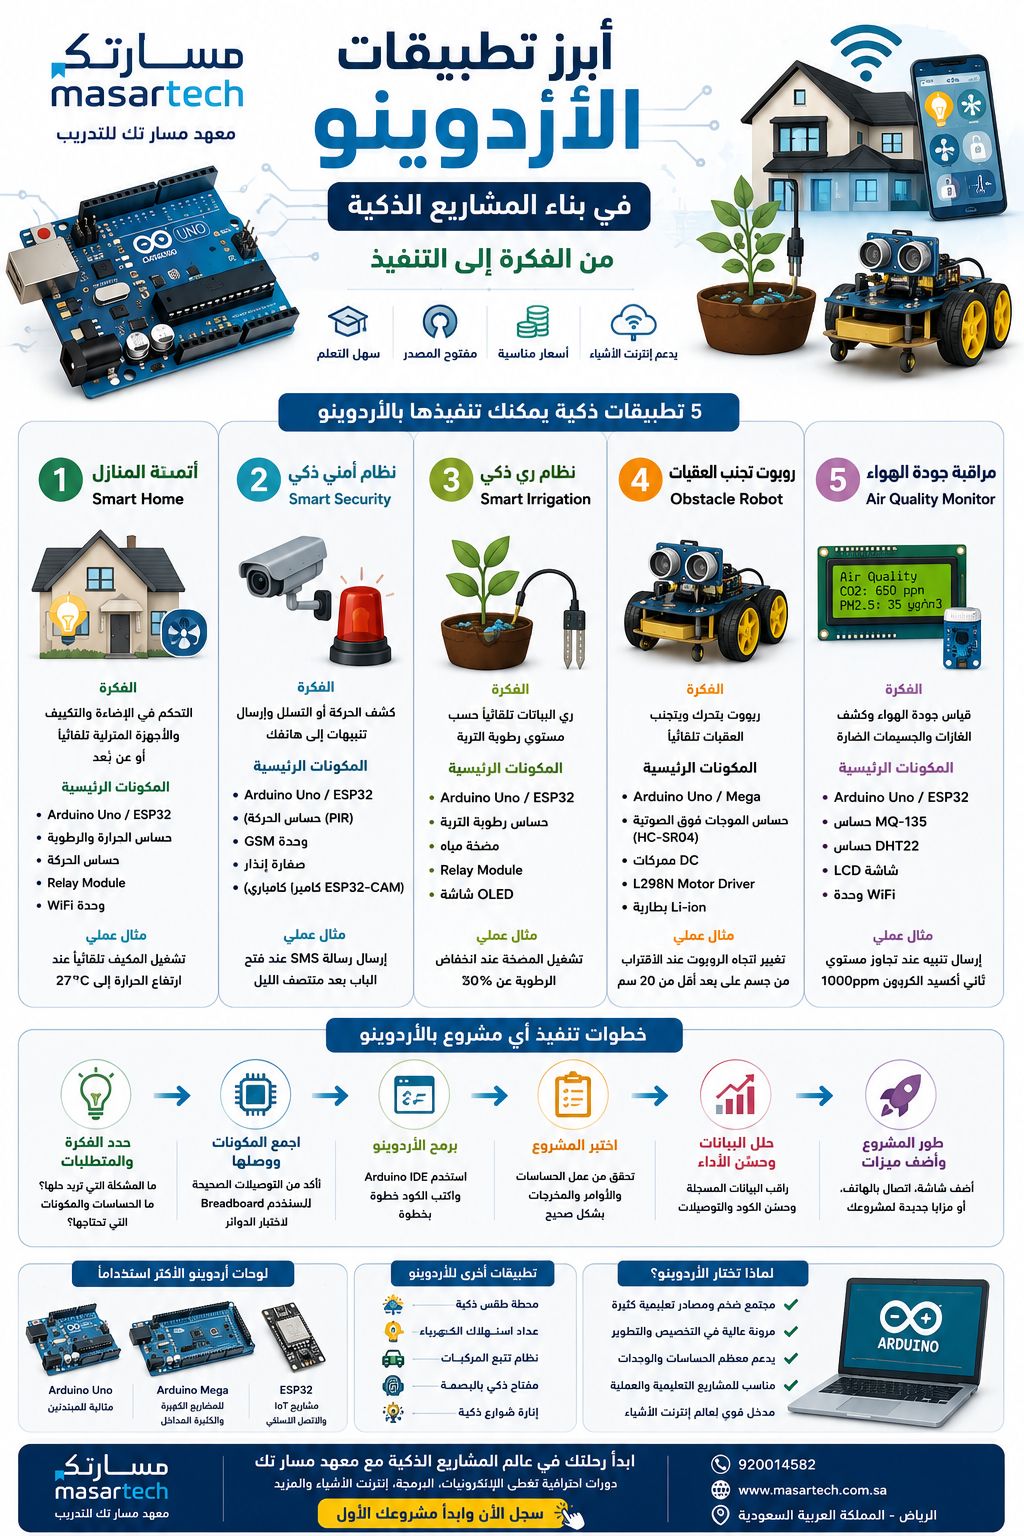 مسارتك
masartech
معهد مسار تك للتدريب
أبرز تطبيقات
الأزدوينو
في بناء المشاريع الذكية
من الفكرة إلى التنفيذ
سهل التعلم
مفتوح المصدر
أسعار مناسبة
يدعم إنترنت الأشياء
UNO
5 تطبيقات ذكية يمكنك تنفيذها بالأردوينو
1 أتمتة المنازل
Smart Home
الفكرة
التحكم في الإضاءة والتكييف
والأجهزة المترلية تلقائياً
أو عن بُعد
المكونات الرئيسية
• Arduino Uno / ESP32
• حساس الحرارة والرطوبة
• حساس الحركة
• Relay Module
• وحدة WiFi
مثال عملي
تشغيل المكيف تلقائياً عند
ارتفاع الحرارة إلى 27°C
2 نظام أمني ذكي
Smart Security
الفكرة
كشف الحركة أو التسلل وإرسال
تنبيهات إلى هاتفك
المكونات الرئيسية
• Arduino Uno / ESP32
• حساس الحركة (PIR)
• وحدة GSM
• صفارة إنذار
• كامير (كامباري) ESP32-CAM)
مثال عملي
إرسال رسالة SMS عند فتح
الباب بعد منتصف الليل
3 نظام ري ذكي
Smart Irrigation
الفكرة
ري البباتات تلقائياً حسب
مستوي رطوبة التربة
المكونات الرئيسية
• Arduino Uno / ESP32
• حساس رطوبة التربة
• مضخة مياه
• Relay Module
• شاشة OLED
مثال عملي
تشغيل المضخة عند انخفاض
الرطوبة عن 30%
4 روبوت تجنب العقبات
Obstacle Robot
الفكرة
ريووت يتحرك ويتجنب
العقبات تلقائياً
المكونات الرئيسية
• Arduino Uno / Mega
• حساس الموجات فوق الصوتية
(HC-SR04)
• ممركات DC
• L298N Motor Driver
• بطارية Li-ion
مثال عملي
تغيير اتجاه الروبوت عند الأقتراب
من جسم على بعد أقل من 20 سم
5 مراقبة جودة الهواء
Air Quality Monitor
Air Quality
CO2: 650 ppn
PM2.5: 35
الفكرة
قياس جودة الهواء وكشف
الغازات والجسيمات الضارة
المكونات الرئيسية
• Arduino Uno / ESP32
• حساس MQ-135
• حساس DHT22
• شاشة LCD
• وحدة WiFi
مثال عملي
إرسال تنبيه عند تجاوز مستوي
ثاني أكسيد الكربون 1000ppm
خطوات تنفيذ أي مشروع بالأردوينو
حدد الفكرة
والمتطلبات
ما المشكلة التي تريد حلها؟
ما الحساسات والمكونات
التي تحتاجها؟
اجمع المكونات
ووصلها
تأكد من التوصيلات الصحيحة
Breadboard
لاختبار الدوائر
برمج الأردوينو
استخدم Arduino IDE
واكتب الكود خطوة
بخطوة
اختبر المشروع
تحقق من عمل الحساسات
والأوامر والمخرجات
بشكل صحيح
حلل البيانات
وحسّن الأداء
راقب البيانات المسجلة
وحسّن الكود والتوصيلات
طور المشروع
وأضف ميزات
أضف شاشة، اتصال بالهاتف،
أو مزايا جديدة لمشروعك
لوحات أردوينو الأكثر استخداماً
Arduino Uno
مثالية للمبتدئين
Arduino Mega
للمضاريع الكبيرة
والكثيرة المداخل
ESP32
مشاريع IoT
والاتصال
تطبيقات أخرى للأردوينو
محطة طقس ذكية
عداد استهلاك الكهرباء
نظام تتبع المركبات
مفتاح ذكي بالبصمة
إنارة شوارع ذكية
لماذا تختار الأردوينو؟
مجتمع ضخم ومصادر تعليمية كثيرة
مرونة عالية في التخصيص والتطوير
يدعم معظم الحساسات والوحدات
مناسب للمشاريع التعليمية والعملية
مدخل قوي لعالم إنترنت الأشياء
ARDUINO
مسارتك
masartech
معهد مسار تك للتدريب
ابدأ رحلتك في عالم المشاريع الذكية مع معهد مسار تك
دورات احترافية تغطي الإلكترونيات، البرمجة، إنترنت الأشياء والمزيد
سجل الأن وابدأ مشروعك الأول
920014582
www.masartech.com.sa
الرياض - المملكة العربية السعودية